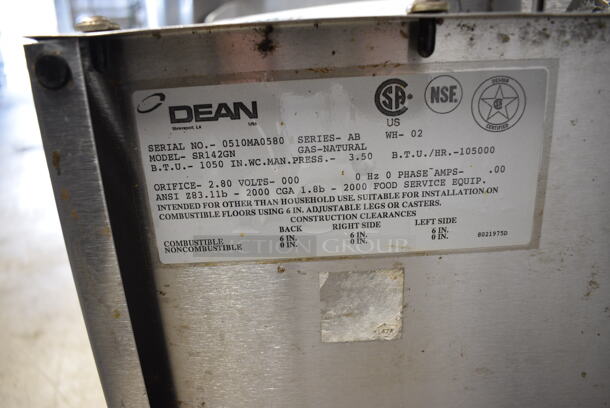 DEAN
Shreveport, LA USA
CSA
US
NSF
SERIAL NO.- 0510MA0580 SERIES- AB WH- 02
MODEL- SR142GN GAS-NATURAL
B.T.U.- 1050 IN.WC.MAN.PRESS.- 3.50 B.T.U./HR.-105000
ORIFICE- 2.80 VOLTS- 000 0 Hz 0 PHASE AMPS- .00
ANSI Z83.11b - 2000 CGA 1.8b - 2000 FOOD SERVICE EQUIP.
INTENDED FOR OTHER THAN HOUSEHOLD USE. SUITABLE FOR INSTALLATION ON
COMBUSTIBLE FLOORS USING 6 IN. ADJUSTABLE LEGS OR CASTERS.
CONSTRUCTION CLEARANCES
BACK RIGHT SIDE LEFT SIDE
COMBUSTIBLE 6 IN. 6 IN. 6 IN.
NONCOMBUSTIBLE 0 IN. 0 IN. 0 IN.
8021975D
AUCTION GROUP